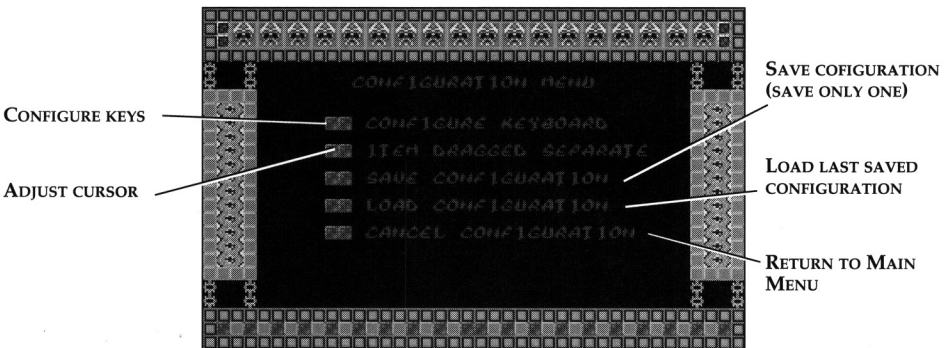 CONFIGURATION MENU
CONFIGURE KEYBOARD
ITEM DRAGGED SEPARATE
SAVE CONFIGURATION
LOAD CONFIGURATION
CANCEL CONFIGURATION
CONFIGURE KEYS
ADJUST CURSOR
SAVE COFIGURATION
(SAVE ONLY ONE)
LOAD LAST SAVED
CONFIGURATION
RETURN TO MAIN
MENU